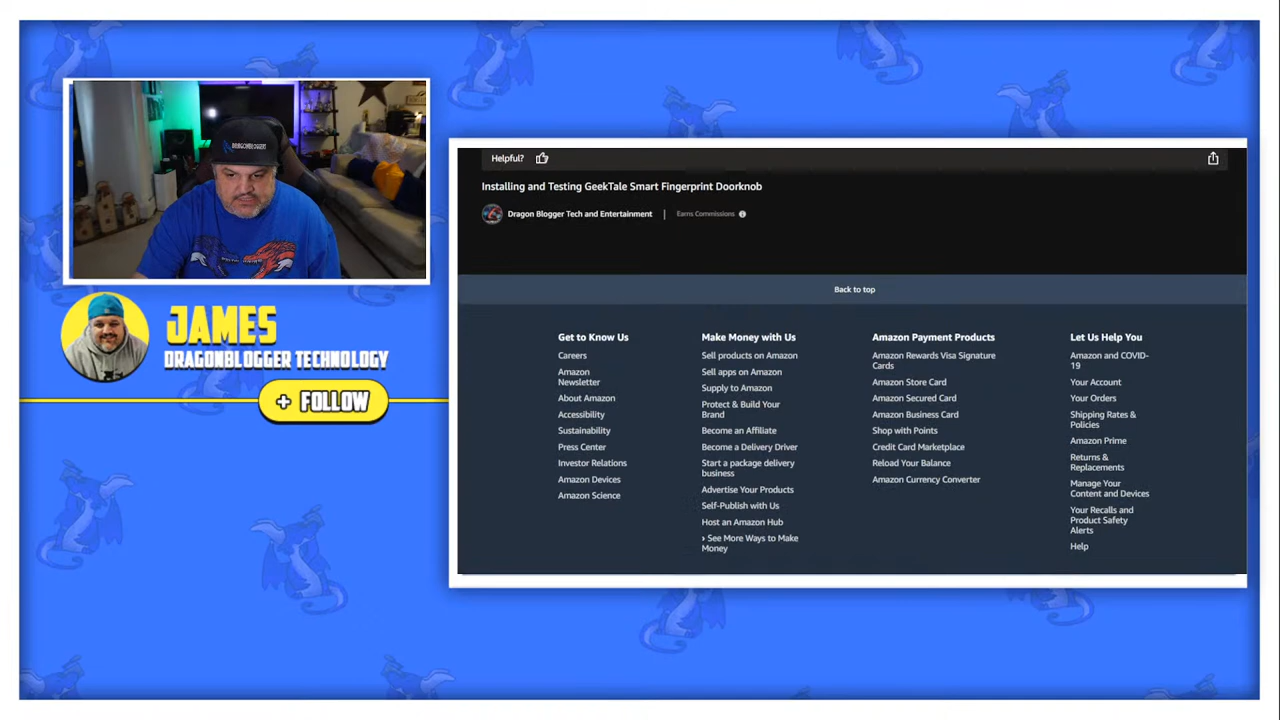 JAMES
DRAGONBLOGGER TECHNOLOGY
+ FOLLOW
Helpful?
Installing and Testing GeekTale Smart Fingerprint Doorknob
Dragon Blogger Tech and Entertainment | Earns Commissions
Back to top
Get to Know Us
Careers
Amazon
Newsletter
About Amazon
Accessibility
Sustainability
Press Center
Investor Relations
Amazon Devices
Amazon Science
Make Money with Us
Sell products on Amazon
Sell apps on Amazon
Supply to Amazon
Protect & Build Your
Brand
Become an Affiliate
Become a Delivery Driver
Start a package delivery
business
Advertise Your Products
Self-Publish with Us
Host an Amazon Hub
› See More Ways to Make
Money
Amazon Payment Products
Amazon Rewards Visa Signature
Cards
Amazon Store Card
Amazon Secured Card
Amazon Business Card
Shop with Points
Credit Card Marketplace
Reload Your Balance
Amazon Currency Converter
Let Us Help You
Amazon and COVID-
19
Your Account
Your Orders
Shipping Rates &
Policies
Amazon Prime
Returns &
Replacements
Manage Your
Content and Devices
Your Recalls and
Product Safety
Alerts
Help